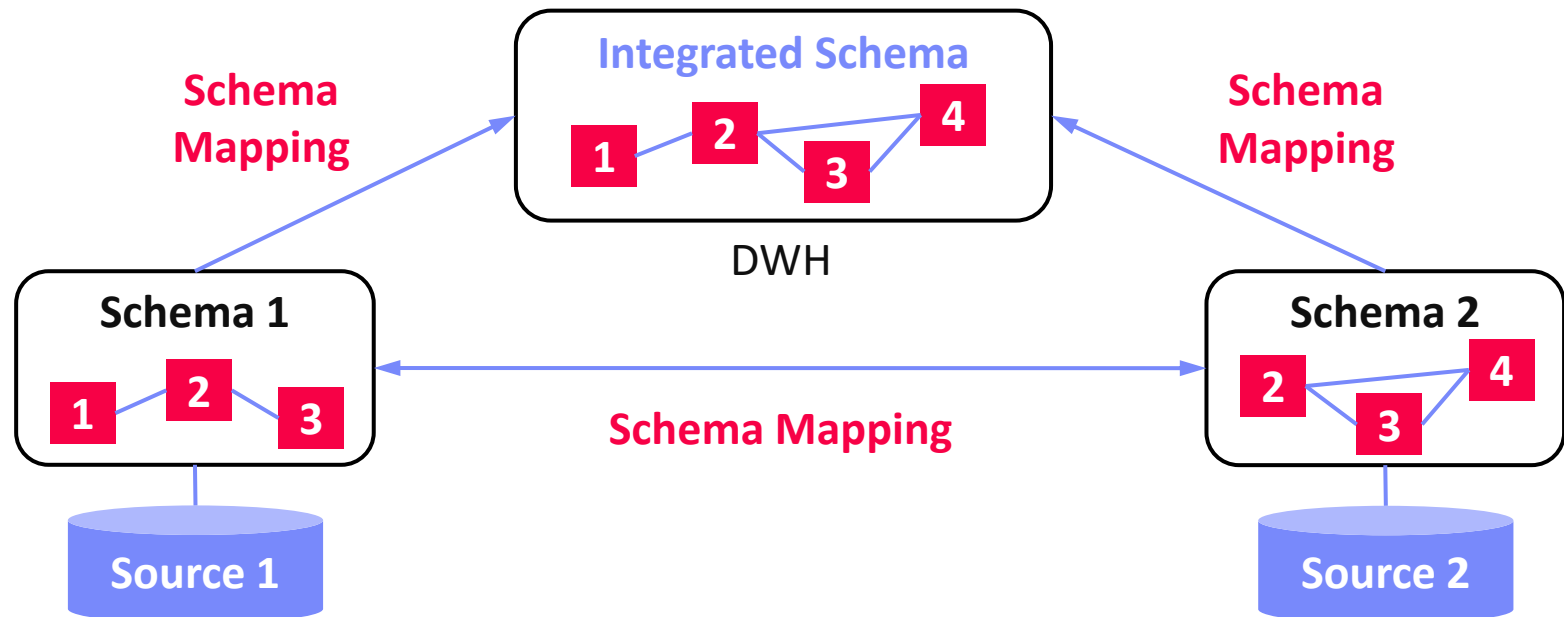 Integrated Schema
1
2
3
4
Schema
Mapping
Schema
Mapping
DWH
Schema 1
1
2
3
Schema Mapping
Schema 2
2
3
4
Source 1
Source 2